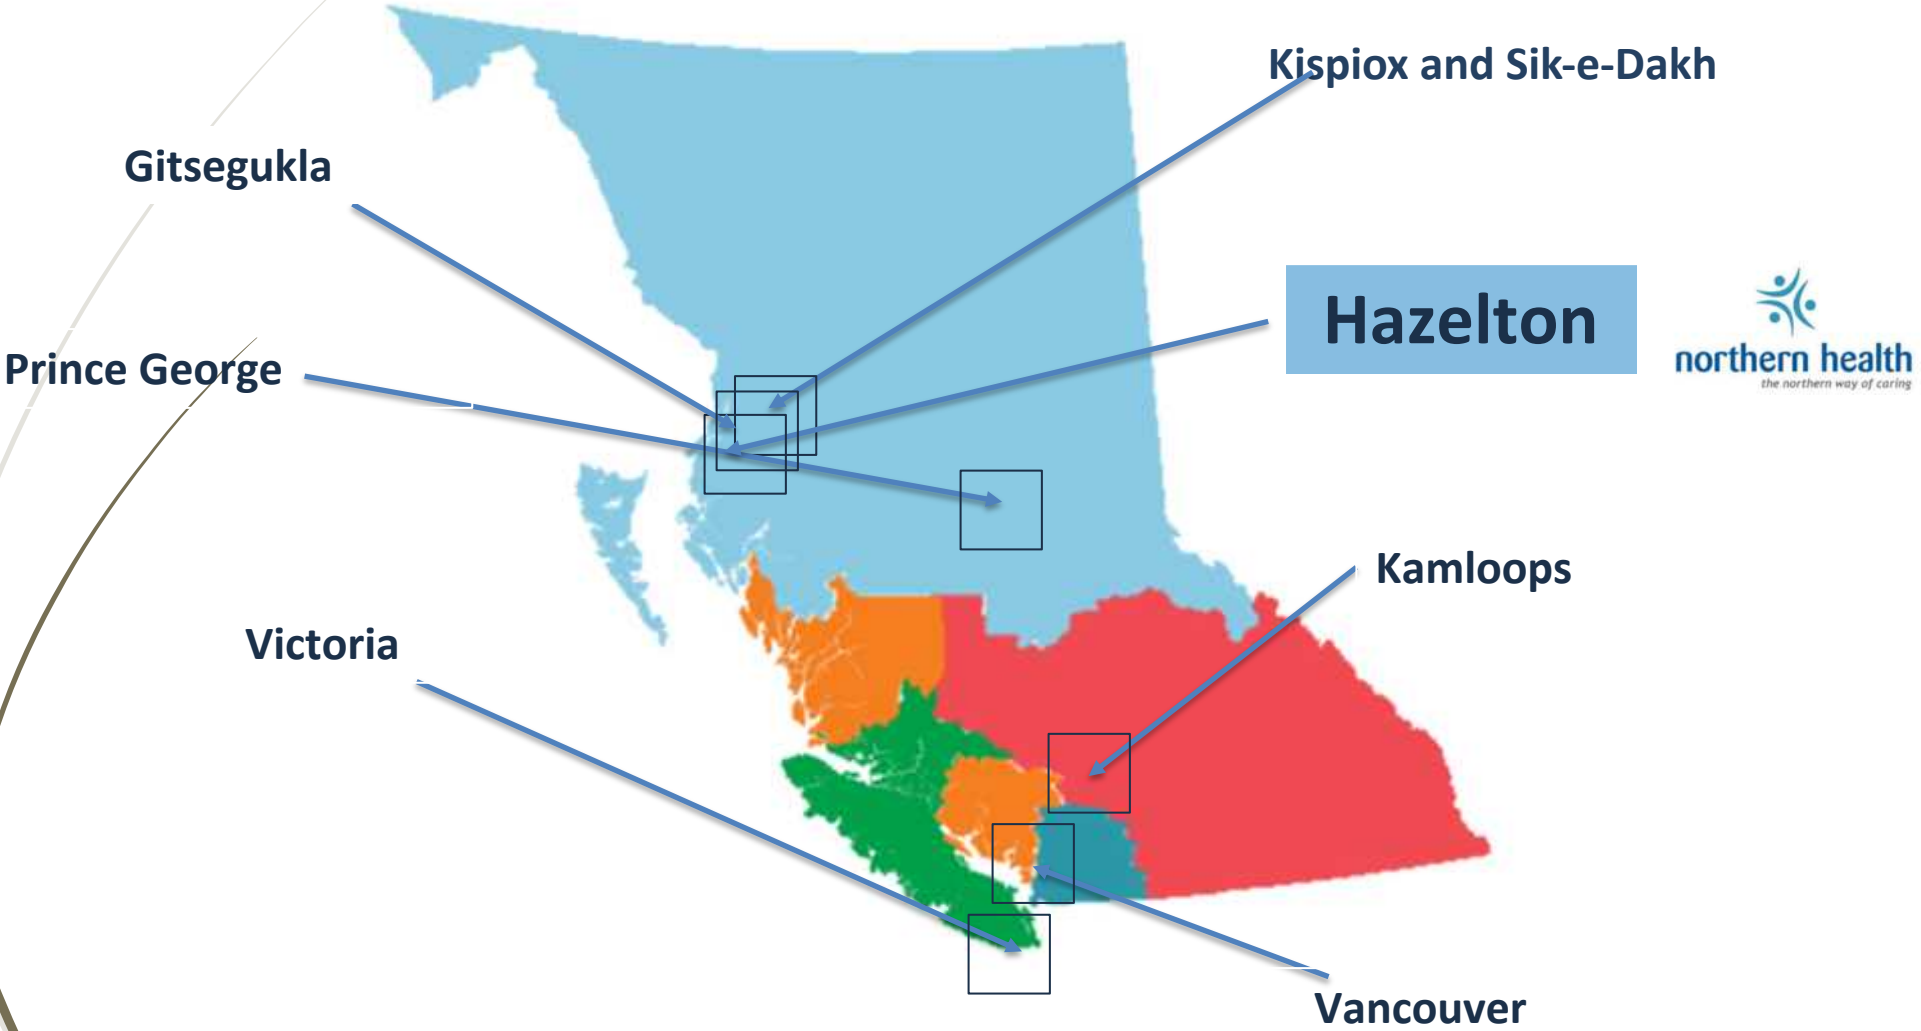 Kispiox and Sik-e-Dakh
Gitsegukla
Hazelton
northern health
the northern way of caring
Prince George
Kamloops
Victoria
Vancouver